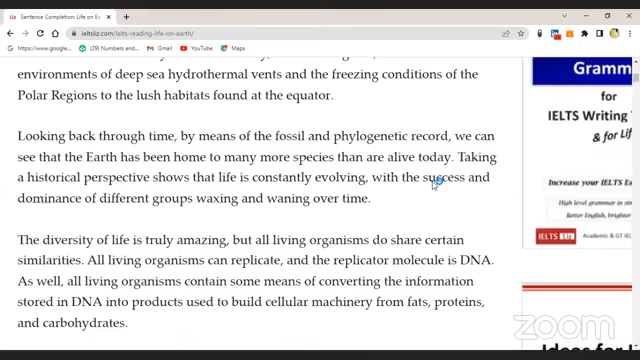 Liz Sentence Completion: Life on Ea
ieltsliz.com/ielts-reading-life-on-earth/
https://www.google... (29) Numbers and... Gmail YouTube Maps
environments of deep sea hydrothermal vents and the freezing conditions of the
Polar Regions to the lush habitats found at the equator.
Looking back through time, by means of the fossil and phylogenetic record, we can
see that the Earth has been home to many more species than are alive today. Taking
a historical perspective shows that life is constantly evolving, with the success and
dominance of different groups waxing and waning over time.
The diversity of life is truly amazing, but all living organisms do share certain
similarities. All living organisms can replicate, and the replicator molecule is DNA.
As well, all living organisms contain some means of converting the information
stored in DNA into products used to build cellular machinery from fats, proteins,
and carbohydrates.
Gramm
for
IELTS Writing
& for Li
Increase your IELTS
High level grammar in
Better English, brighter
IELTS Liz Academic & GT IEL
Ideas for I
zoom